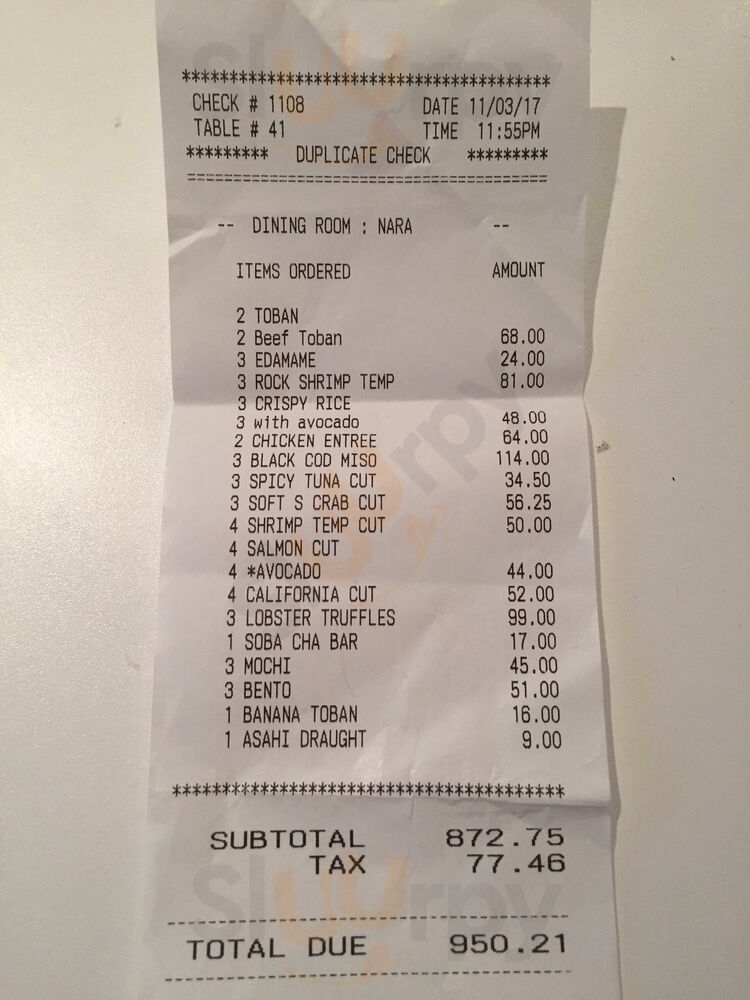 ****************************************
CHECK # 1108 DATE 11/03/17
TABLE # 41 TIME 11:55PM
********* DUPLICATE CHECK *********
========================================
-- DINING ROOM : NARA --
ITEMS ORDERED AMOUNT
2 TOBAN
2 Beef Toban 68.00
3 EDAMAME 24.00
3 ROCK SHRIMP TEMP 81.00
3 CRISPY RICE
3 with avocado 48.00
2 CHICKEN ENTREE 64.00
3 BLACK COD MISO 114.00
3 SPICY TUNA CUT 34.50
3 SOFT S CRAB CUT 56.25
4 SHRIMP TEMP CUT 50.00
4 SALMON CUT
4 *AVOCADO 44.00
4 CALIFORNIA CUT 52.00
3 LOBSTER TRUFFLES 99.00
1 SOBA CHA BAR 17.00
3 MOCHI 45.00
3 BENTO 51.00
1 BANANA TOBAN 16.00
1 ASAHI DRAUGHT 9.00
****************************************
SUBTOTAL 872.75
TAX 77.46
----------------------------------------
TOTAL DUE 950.21
----------------------------------------
Slurpy
Slurpy
Slurpy